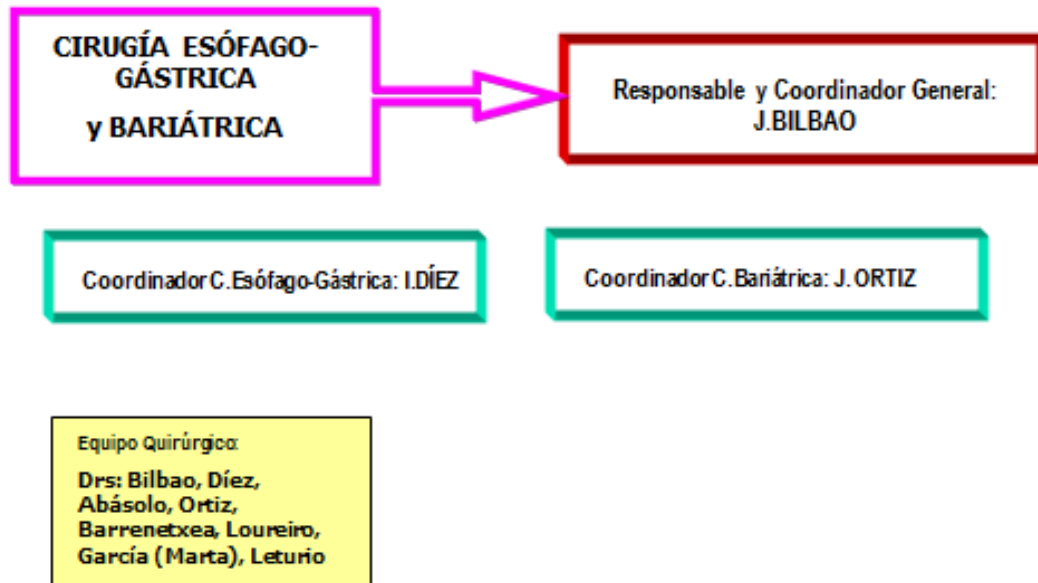 CIRUGÍA ESÓFAGO-
GÁSTRICA
y BARIÁTRICA
Responsable y Coordinador General:
J.BILBAO
Coordinador C.Esófago-Gástrica: I.DÍEZ
Coordinador C.Bariátrica: J.ORTIZ
Equipo Quirúrgico:
Drs: Bilbao, Díez,
Abásolo, Ortiz,
Barrenetxea, Loureiro,
García (Marta), Leturio